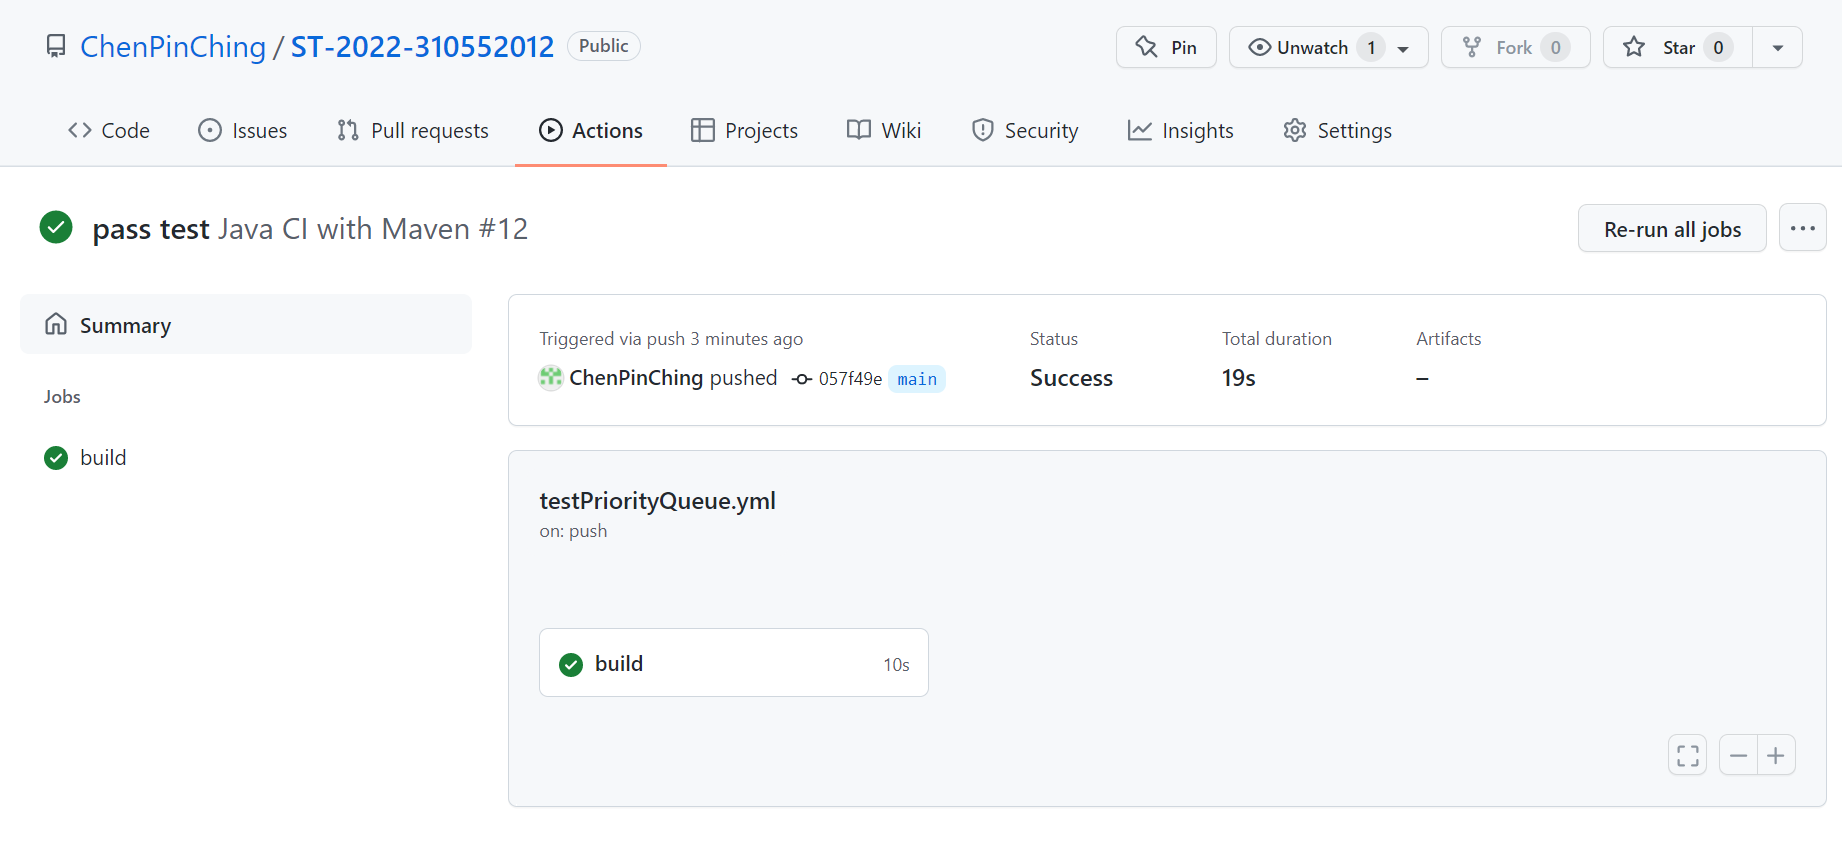 ChenPinChing / ST-2022-310552012 Public
Pin
Unwatch 1
Fork 0
Star 0
Code
Issues
Pull requests
Actions
Projects
Wiki
Security
Insights
Settings
pass test Java CI with Maven #12
Re-run all jobs
Summary
Jobs
build
Triggered via push 3 minutes ago
ChenPinChing pushed 057f49e main
Status
Success
Total duration
19s
Artifacts
–
testPriorityQueue.yml
on: push
build 10s